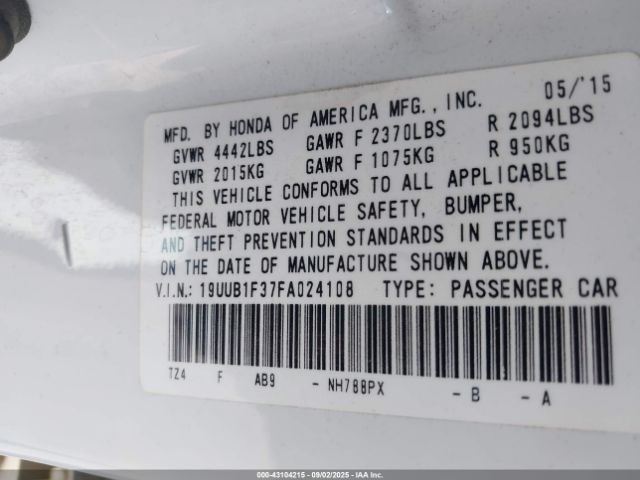 05/'15
MFD. BY HONDA OF AMERICA MFG., INC.
GVWR 4442LBS GAWR F 2370LBS R 2094LBS
GVWR 2015KG GAWR F 1075KG R 950KG
THIS VEHICLE CONFORMS TO ALL APPLICABLE
FEDERAL MOTOR VEHICLE SAFETY, BUMPER,
AND THEFT PREVENTION STANDARDS IN EFFECT
ON THE DATE OF MANUFACTURE SHOWN ABOVE.
V.I.N.: 19UUB1F37FA024108 TYPE: PASSENGER CAR
TZ4 F AB9 - NH788PX - B - A
000-43104215 - 09/02/2025 - IAA Inc.